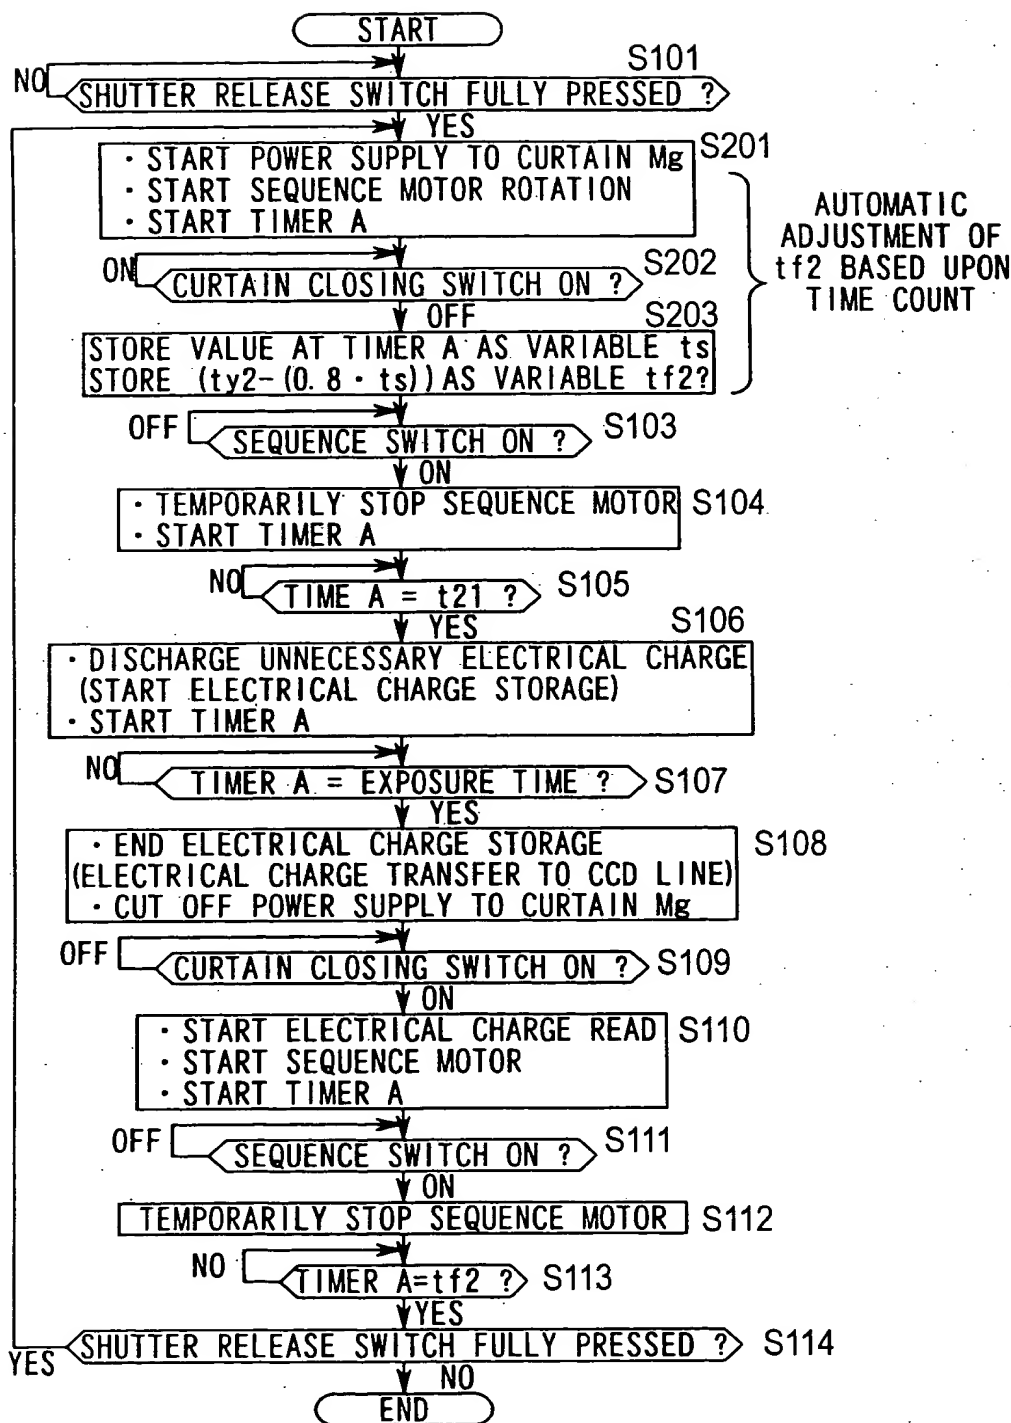 START
S101
NO
SHUTTER RELEASE SWITCH FULLY PRESSED ?
YES
S201
· START POWER SUPPLY TO CURTAIN Mg
· START SEQUENCE MOTOR ROTATION
· START TIMER A
AUTOMATIC
ADJUSTMENT OF
tf2 BASED UPON
TIME COUNT
S202
ON
CURTAIN CLOSING SWITCH ON ?
OFF
S203
STORE VALUE AT TIMER A AS VARIABLE ts
STORE (ty2-(0.8 · ts)) AS VARIABLE tf2?
OFF
SEQUENCE SWITCH ON ?
S103
ON
· TEMPORARILY STOP SEQUENCE MOTOR
S104
· START TIMER A
NO
TIME A = t21 ?
S105
YES
S106
· DISCHARGE UNNECESSARY ELECTRICAL CHARGE
(START ELECTRICAL CHARGE STORAGE)
· START TIMER A
NO
TIMER A = EXPOSURE TIME ?
S107
YES
· END ELECTRICAL CHARGE STORAGE
S108
(ELECTRICAL CHARGE TRANSFER TO CCD LINE)
· CUT OFF POWER SUPPLY TO CURTAIN Mg
OFF
CURTAIN CLOSING SWITCH ON ?
S109
ON
· START ELECTRICAL CHARGE READ
S110
· START SEQUENCE MOTOR
· START TIMER A
OFF
SEQUENCE SWITCH ON ?
S111
ON
TEMPORARILY STOP SEQUENCE MOTOR
S112
NO
TIMER A=tf2 ?
S113
YES
SHUTTER RELEASE SWITCH FULLY PRESSED ?
S114
YES
NO
END